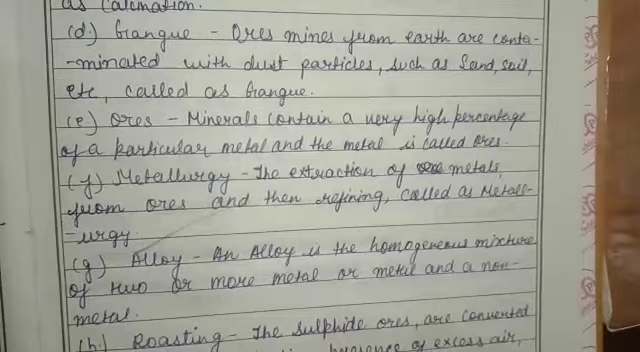 as Calcination.
(d.) Gangue - Ores mines from earth are conta-
-minated with dust particles, such as Sand, soil,
etc, called as Gangue.
(e.) Ores - Minerals contain a very high percentage
of a particular metal and the metal is called ores.
(f) Metallurgy - The extraction of metals
from ores and then refining, called as Metall-
-urgy.
(g) Alloy - An Alloy is the homogeneous mixture
of two or more metal or metal and a non-
metal.
(h.) Roasting - The sulphide ores, are converted
presence of excess air,